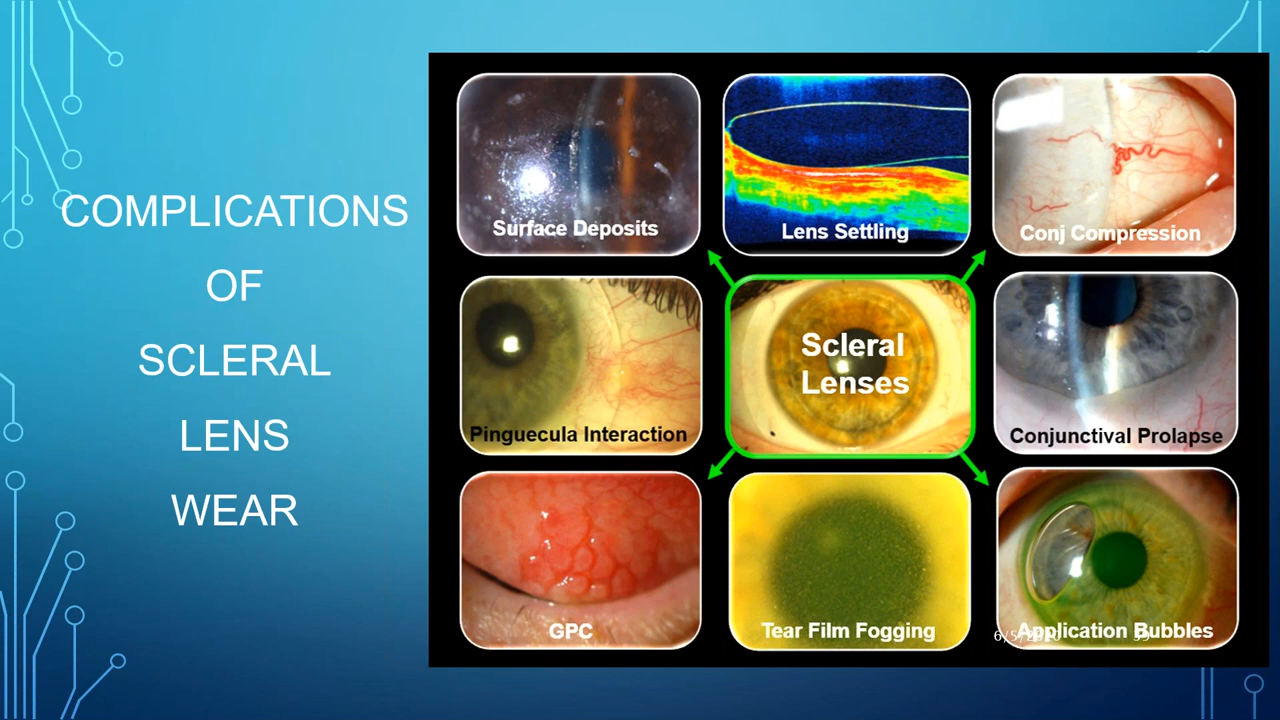 COMPLICATIONS
OF
SCLERAL
LENS
WEAR
Surface Deposits
Lens Settling
Conj Compression
Pinguecula Interaction
Scleral
Lenses
Conjunctival Prolapse
GPC
Tear Film Fogging
Application Bubbles